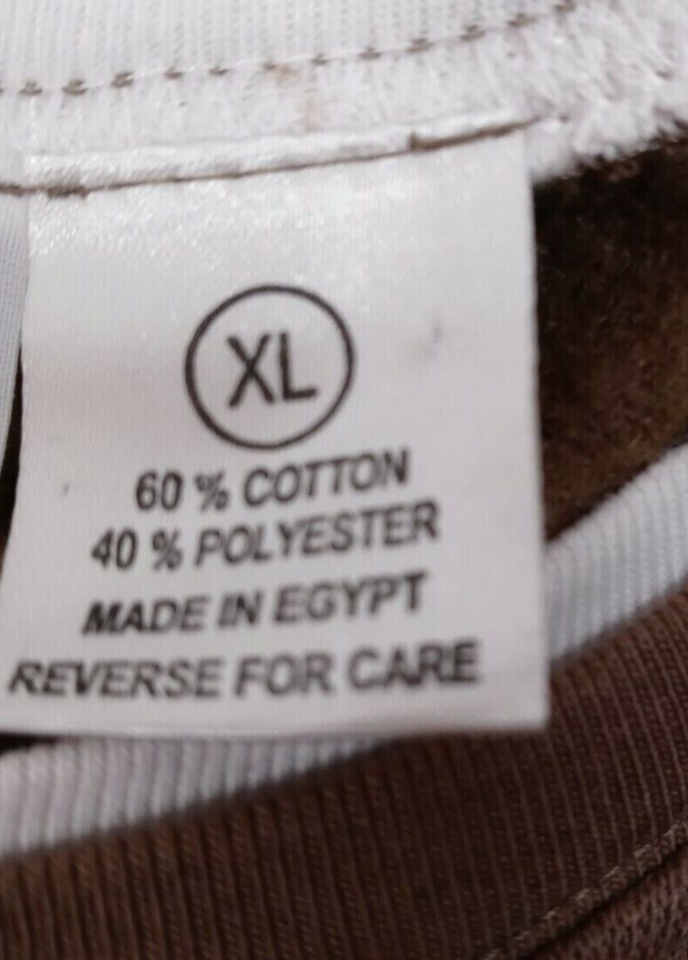 XL
60 % COTTON
40 % POLYESTER
MADE IN EGYPT
REVERSE FOR CARE